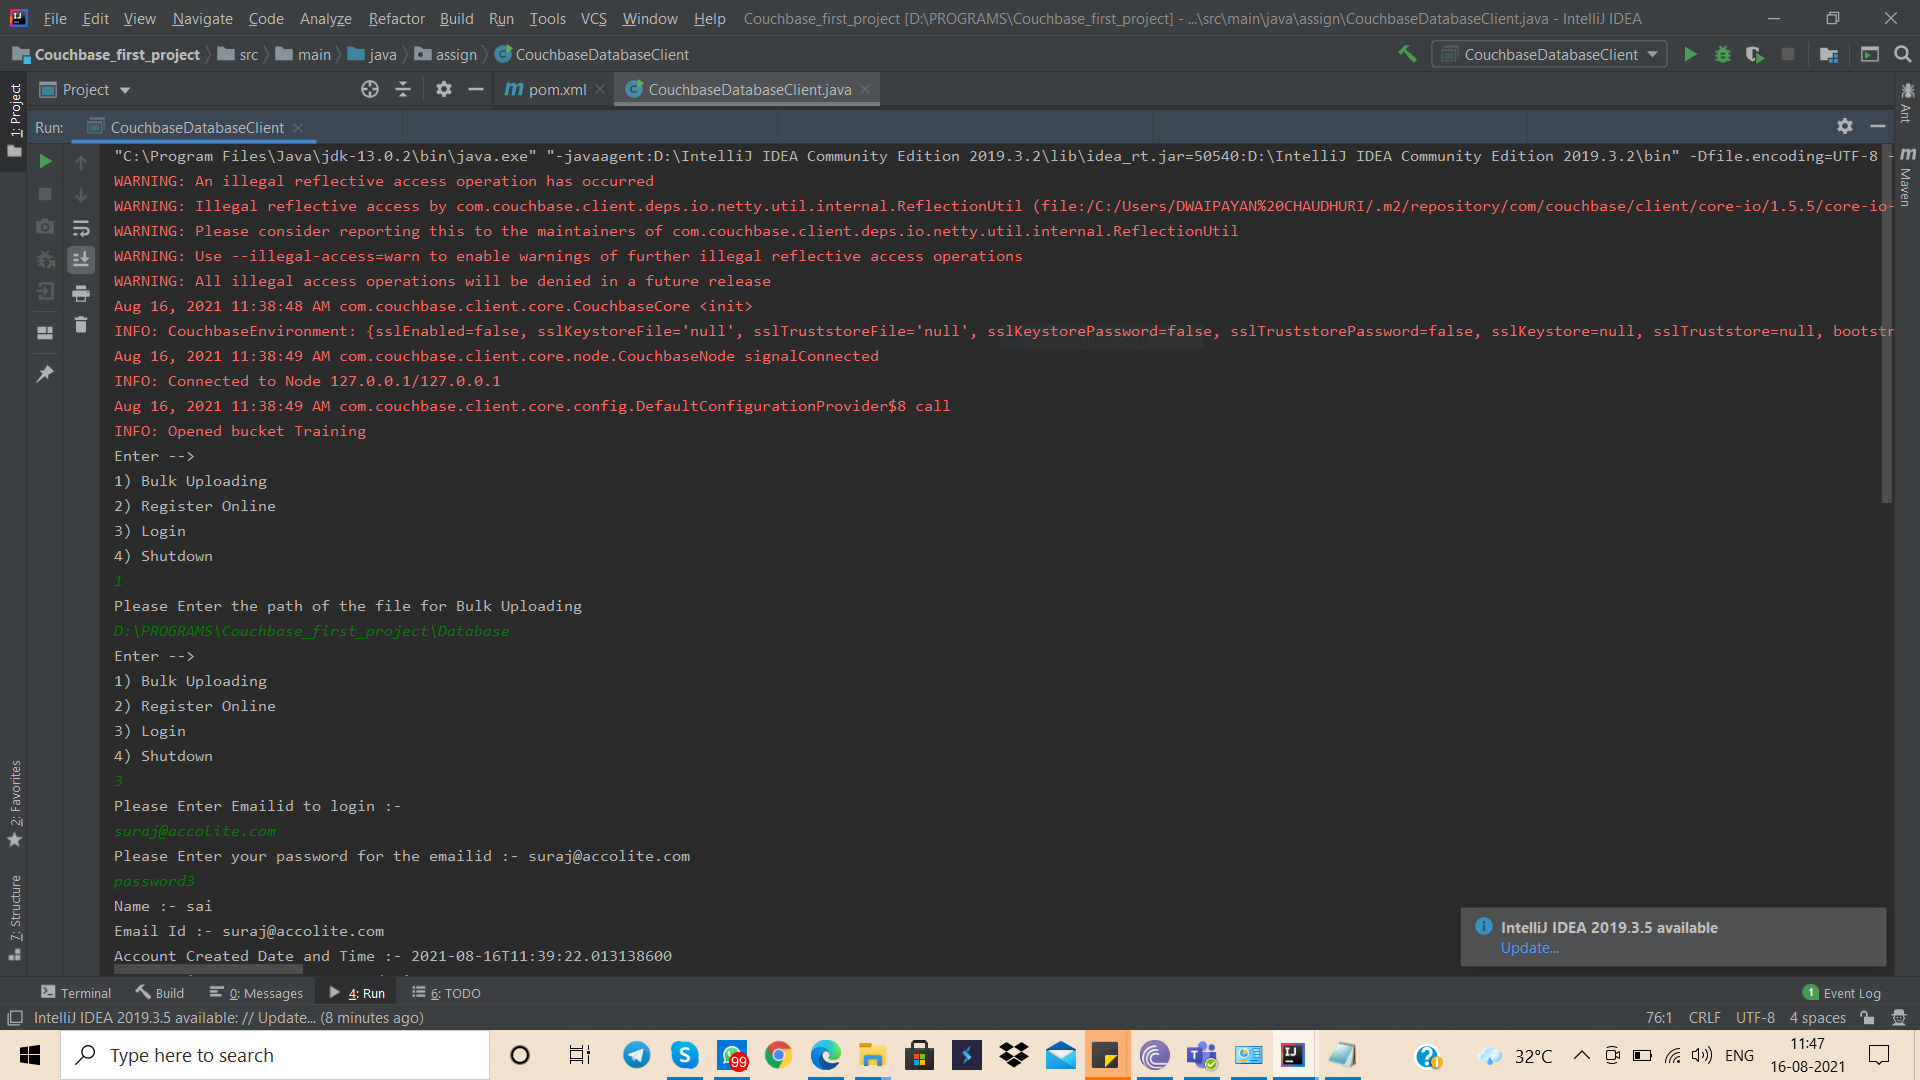 File Edit View Navigate Code Analyze Refactor Build Run Tools VCS Window Help Couchbase_first_project [D:\PROGRAMS\Couchbase_first_project] - ...\src\main\java\assign\CouchbaseDatabaseClient.java - IntelliJ IDEA
Couchbase_first_project src main java assign CouchbaseDatabaseClient CouchbaseDatabaseClient
1: Project
Project pom.xml CouchbaseDatabaseClient.java
Ant
Run: CouchbaseDatabaseClient
"C:\Program Files\Java\jdk-13.0.2\bin\java.exe" "-javaagent:D:\IntelliJ IDEA Community Edition 2019.3.2\lib\idea_rt.jar=50540:D:\IntelliJ IDEA Community Edition 2019.3.2\bin" -Dfile.encoding=UTF-8 -
WARNING: An illegal reflective access operation has occurred
Maven
WARNING: Illegal reflective access by com.couchbase.client.deps.io.netty.util.internal.ReflectionUtil (file:/C:/Users/DWAIPAYAN%20CHAUDHURI/.m2/repository/com/couchbase/client/core-io/1.5.5/core-io-
WARNING: Please consider reporting this to the maintainers of com.couchbase.client.deps.io.netty.util.internal.ReflectionUtil
WARNING: Use --illegal-access=warn to enable warnings of further illegal reflective access operations
WARNING: All illegal access operations will be denied in a future release
Aug 16, 2021 11:38:48 AM com.couchbase.client.core.CouchbaseCore <init>
INFO: CouchbaseEnvironment: {sslEnabled=false, sslKeystoreFile='null', sslTruststoreFile='null', sslKeystorePassword=false, sslTruststorePassword=false, sslKeystore=null, sslTruststore=null, bootstr
Aug 16, 2021 11:38:49 AM com.couchbase.client.core.node.CouchbaseNode signalConnected
INFO: Connected to Node 127.0.0.1/127.0.0.1
Aug 16, 2021 11:38:49 AM com.couchbase.client.core.config.DefaultConfigurationProvider$8 call
INFO: Opened bucket Training
Enter -->
1) Bulk Uploading
2) Register Online
3) Login
4) Shutdown
1
Please Enter the path of the file for Bulk Uploading
D:\PROGRAMS\Couchbase_first_project\Database
Enter -->
1) Bulk Uploading
2) Register Online
3) Login
4) Shutdown
3
Please Enter Emailid to login :-
suraj@accolite.com
Please Enter your password for the emailid :- suraj@accolite.com
password3
Name :- sai
Email Id :- suraj@accolite.com
Account Created Date and Time :- 2021-08-16T11:39:22.013138600
2: Favorites
7: Structure
IntelliJ IDEA 2019.3.5 available
Update...
Terminal Build 0: Messages 4: Run 6: TODO 1 Event Log
IntelliJ IDEA 2019.3.5 available: // Update... (8 minutes ago) 76:1 CRLF UTF-8 4 spaces
Type here to search 99 32°C ENG 11:47
16-08-2021